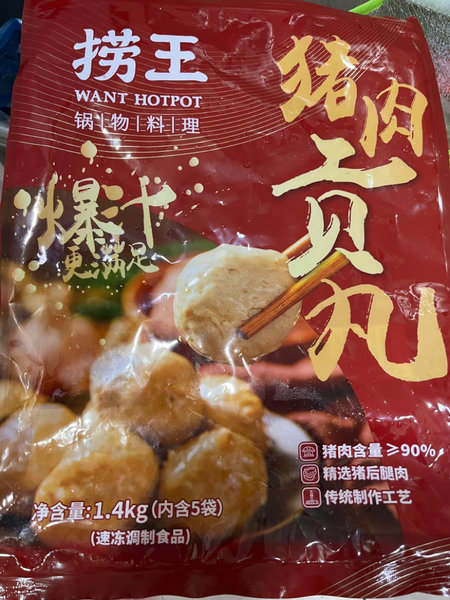 捞王
WANT HOTPOT
锅|物|料|理
猪肉贡丸
爆汁
更满足
猪肉含量≥90%
精选猪后腿肉
传统制作工艺
净含量:1.4kg(内含5袋)
(速冻调制食品)